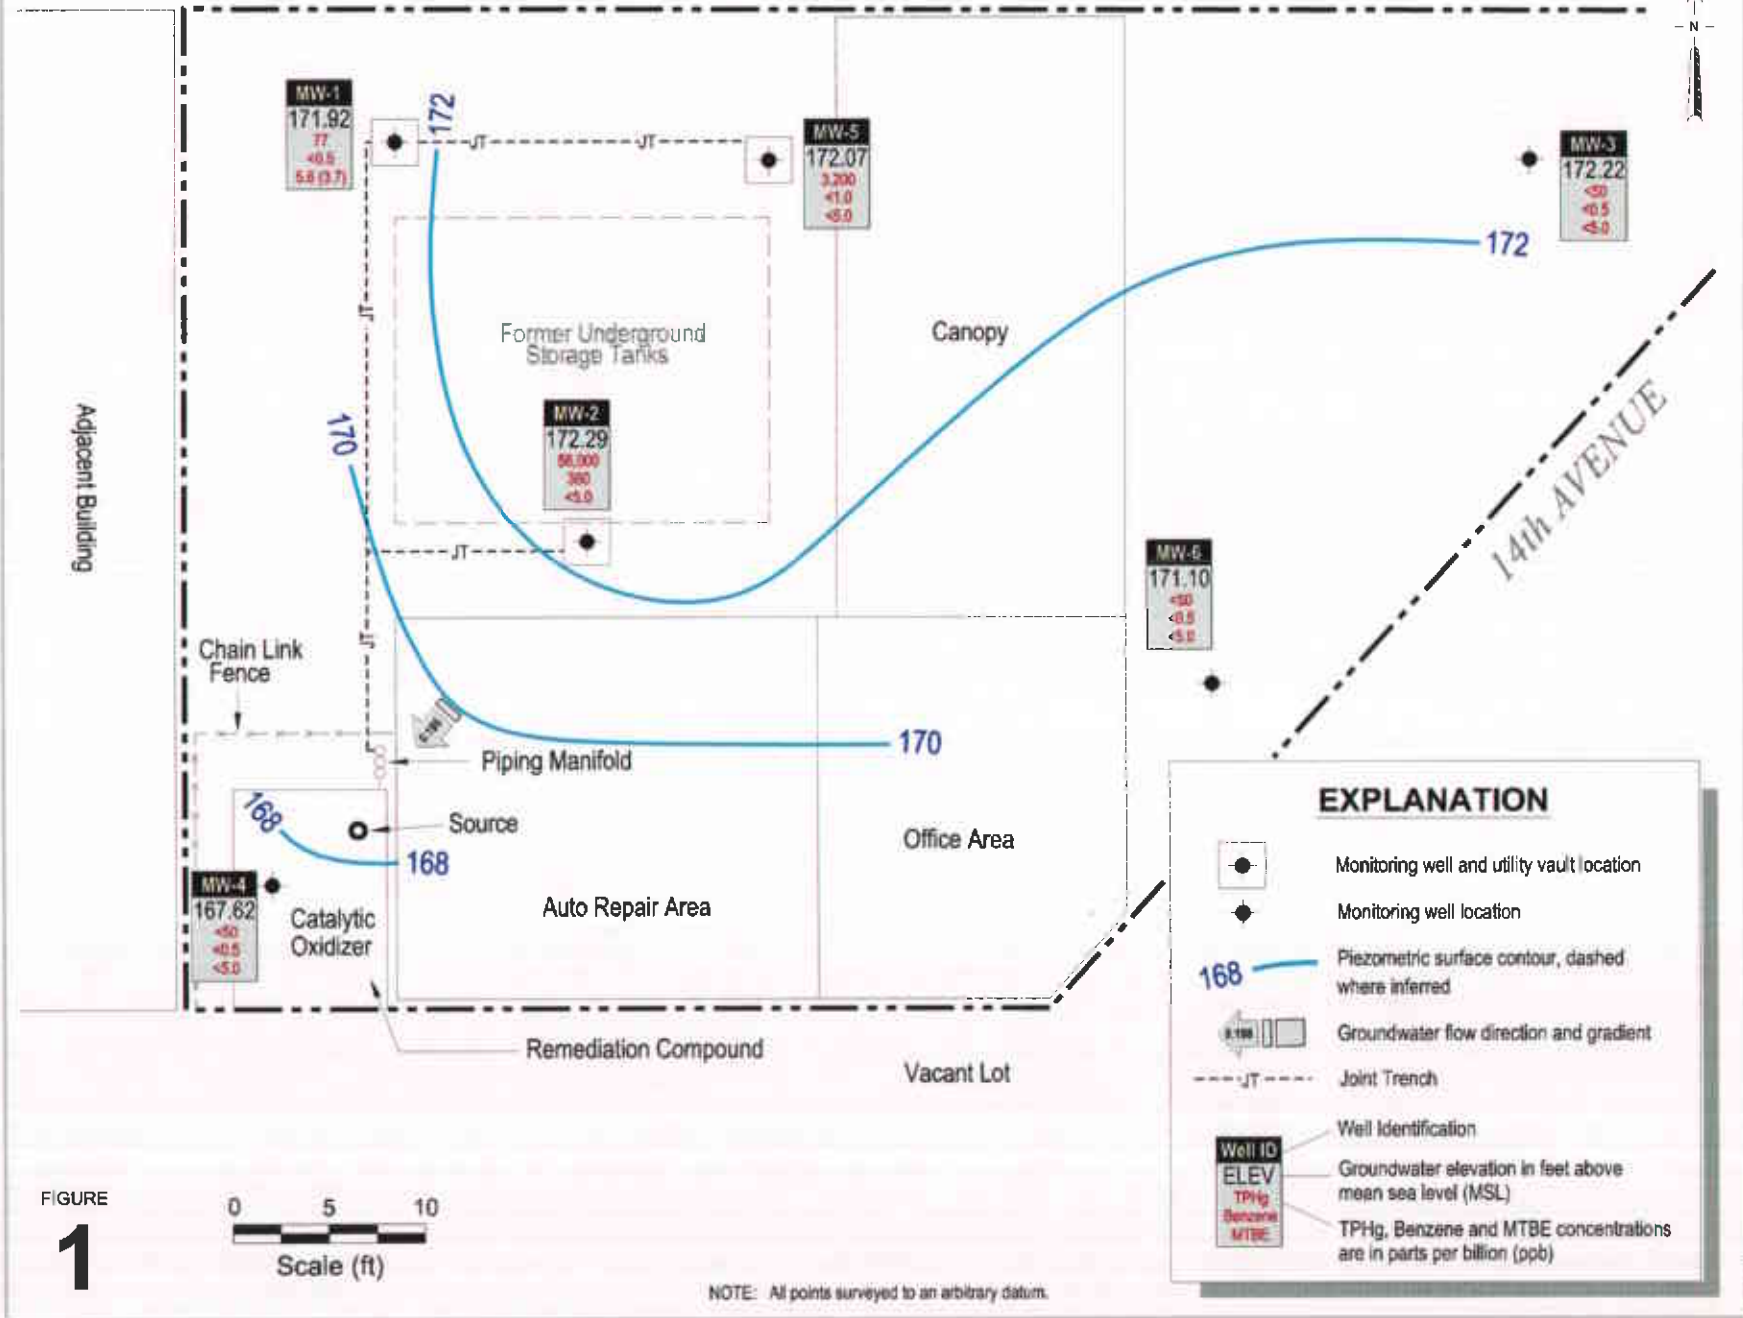 N
MW-1
171.92
77
<0.5
5.6 (3.7)
172
JT
JT
MW-5
172.07
3,200
<1.0
<5.0
MW-3
172.22
<50
<0.5
<5.0
172
JT
Former Underground
Storage Tanks
Canopy
MW-2
172.29
56,000
360
<5.0
170
Adjacent Building
14th AVENUE
JT
MW-6
171.10
<50
<0.5
<5.0
JT
Chain Link
Fence
170
Piping Manifold
168
Source
168
Office Area
MW-4
167.62
<50
<0.5
<5.0
Catalytic
Oxidizer
Auto Repair Area
Remediation Compound
Vacant Lot
EXPLANATION
Monitoring well and utility vault location
Monitoring well location
168
Piezometric surface contour, dashed
where inferred
Groundwater flow direction and gradient
JT
Joint Trench
Well Identification
Well ID
ELEV
TPHg
Benzene
MTBE
Groundwater elevation in feet above
mean sea level (MSL)
TPHg, Benzene and MTBE concentrations
are in parts per billion (ppb)
FIGURE
1
0 5 10
Scale (ft)
NOTE: All points surveyed to an arbitrary datum.